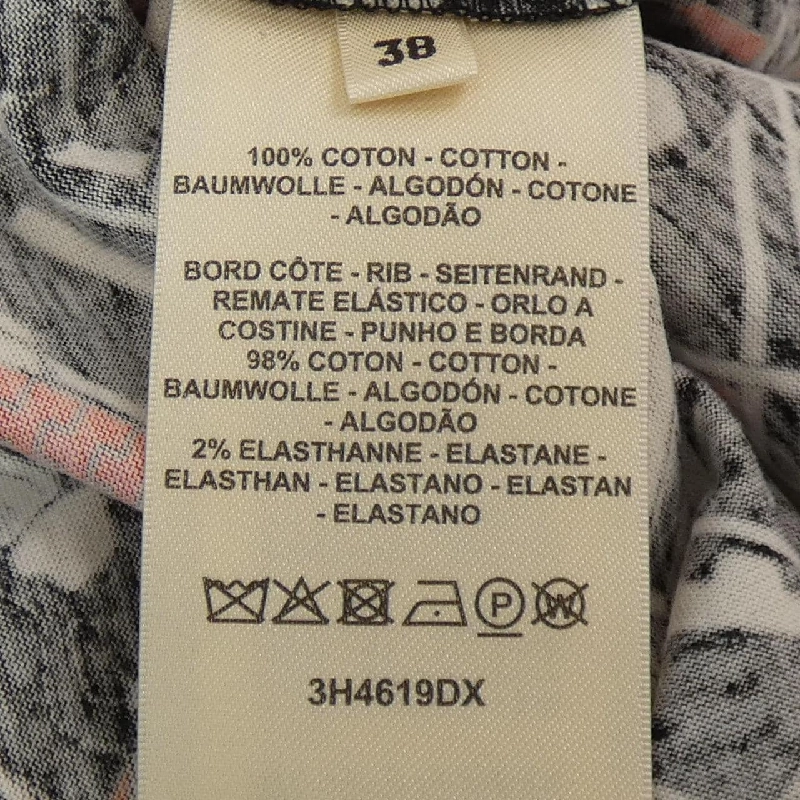 38
100% COTON - COTTON -
BAUMWOLLE - ALGODÓN - COTONE
- ALGODÃO
BORD CÔTE - RIB - SEITENRAND -
REMATE ELÁSTICO - ORLO A
COSTINE - PUNHO E BORDA
98% COTON - COTTON -
BAUMWOLLE - ALGODÓN - COTONE
- ALGODÃO
2% ELASTHANNE - ELASTANE -
ELASTHAN - ELASTANO - ELASTAN
- ELASTANO
P W
3H4619DX